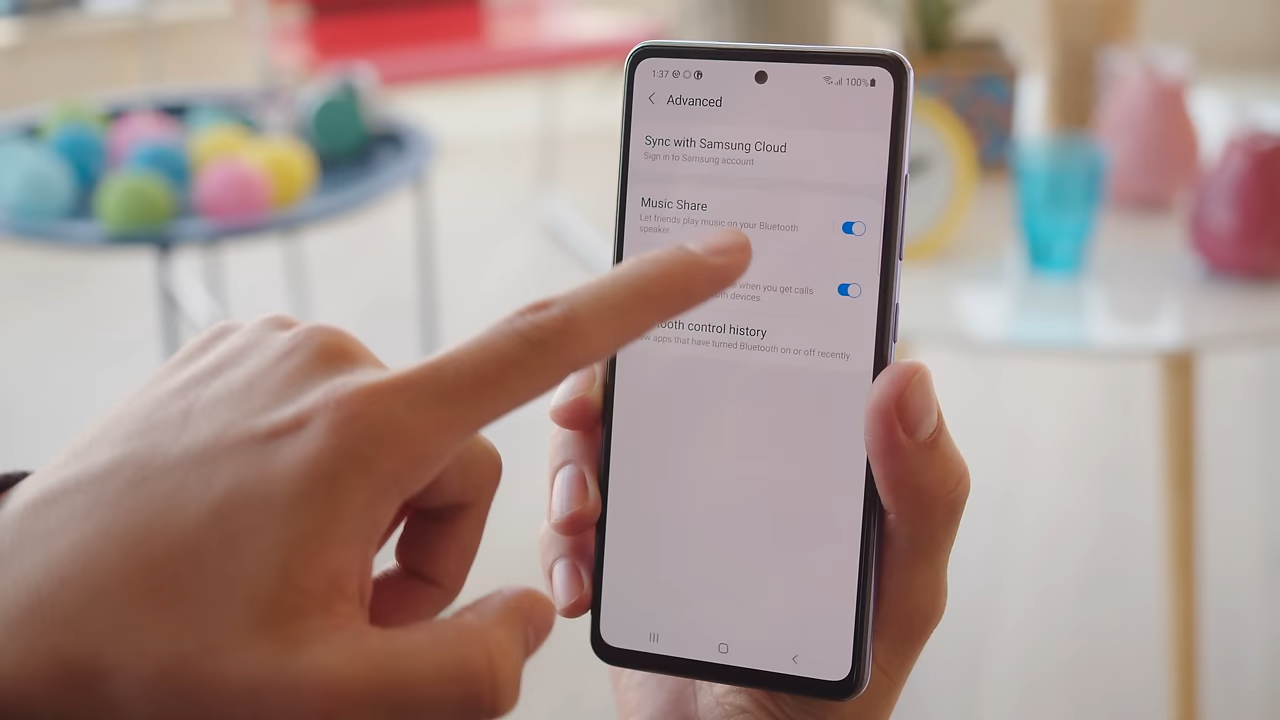 1:37 100%
Advanced
Sync with Samsung Cloud
Sign in to Samsung account
Music Share
Let friends play music on your Bluetooth
speaker.
when you get calls
devices.
control history
apps that have turned Bluetooth on or off recently.